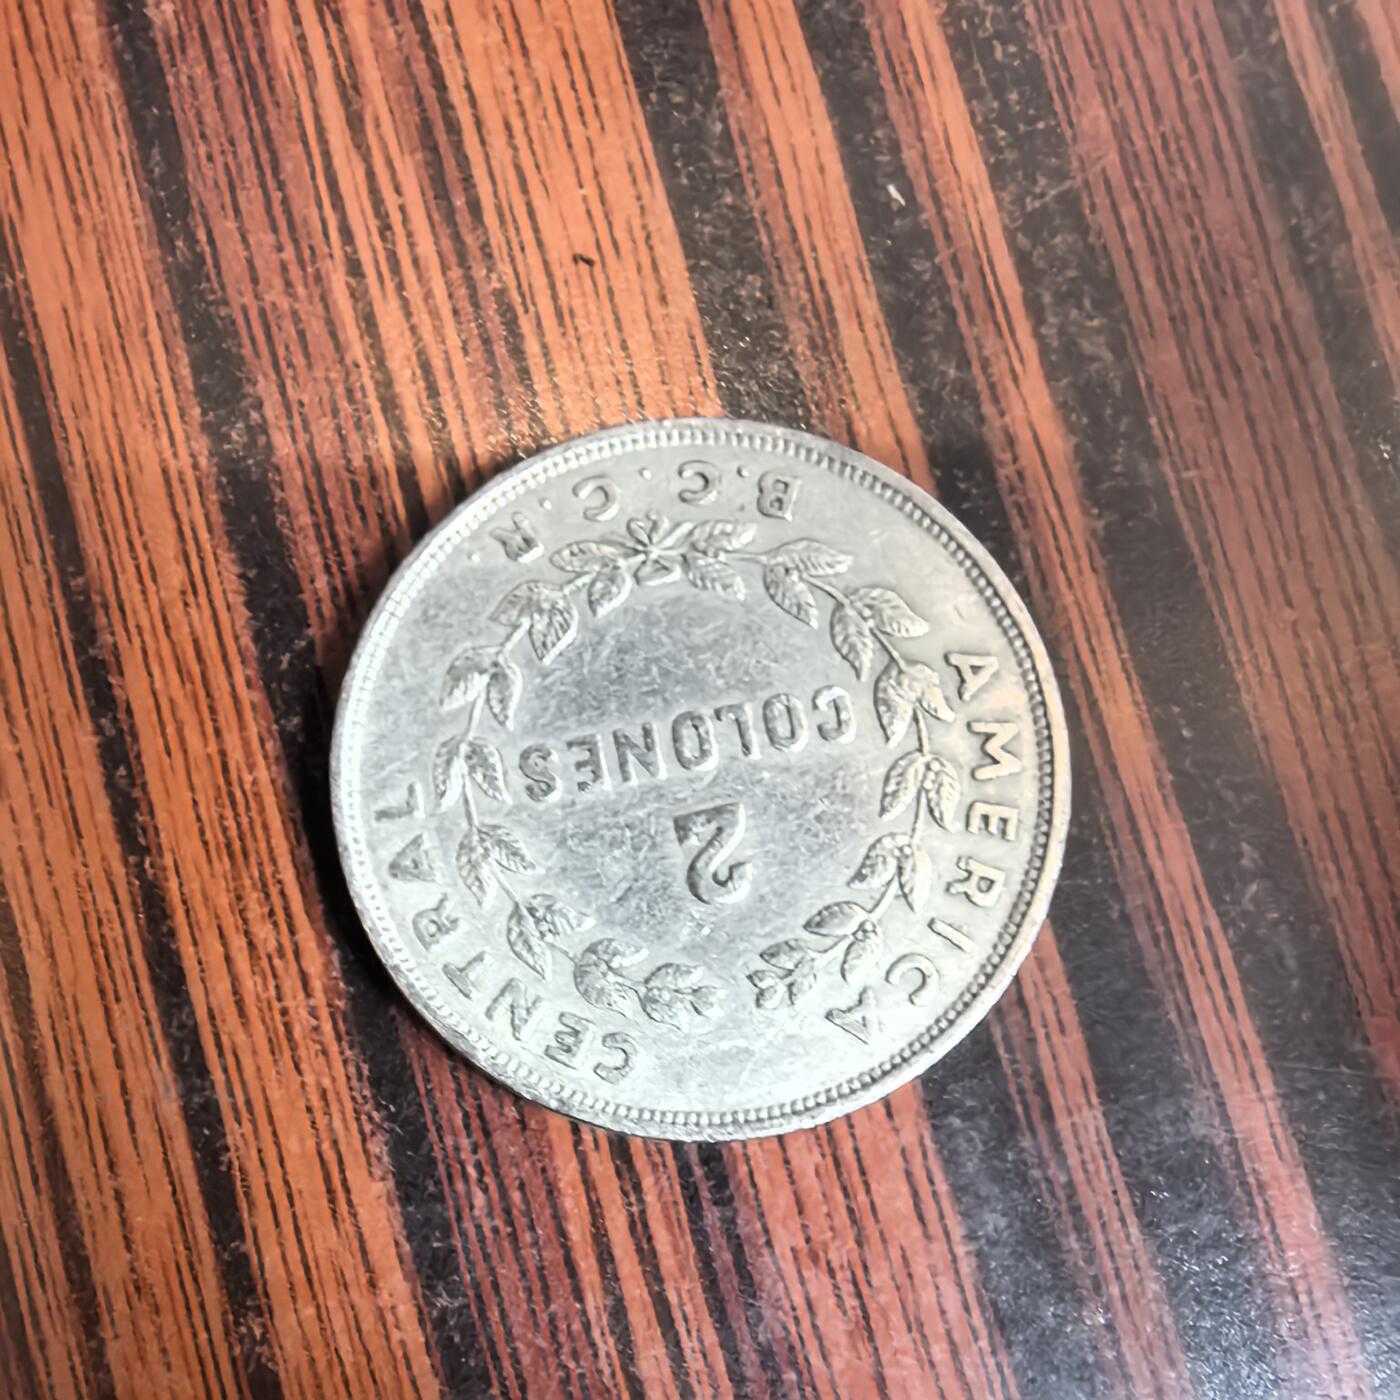 AMERICA CENTRAL
2
COLONES
B.C.C.R.